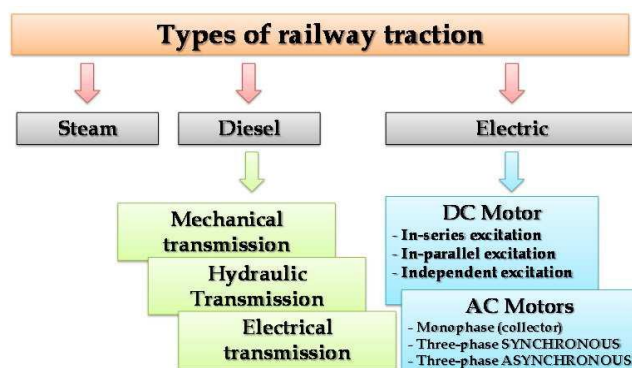 Types of railway traction
Steam
Diesel
Electric
Mechanical
transmission
Hydraulic
Transmission
Electrical
transmission
DC Motor
- In-series excitation
- In-parallel excitation
- Independent excitation
AC Motors
- Monophase (collector)
- Three-phase SYNCHRONOUS
- Three-phase ASYNCHRONOUS